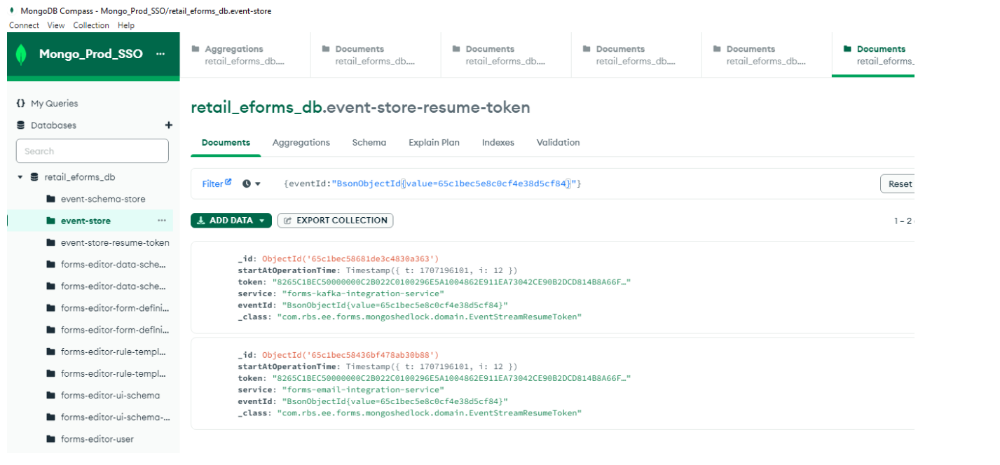 MongoDB Compass - Mongo_Prod_SSO/retail_eforms_db.event-store
Connect View Collection Help
Mongo_Prod_SSO ...
Aggregations
retail_eforms_db....
Documents
retail_eforms_db....
Documents
retail_eforms_db....
Documents
retail_eforms_db....
Documents
retail_eforms_db....
Documents
retail_eforms_
{} My Queries
Databases +
Search
retail_eforms_db
event-schema-store
event-store ...
event-store-resume-token
forms-editor-data-sche...
forms-editor-data-sche...
forms-editor-form-defini...
forms-editor-form-defini...
forms-editor-rule-templ...
forms-editor-rule-templ...
forms-editor-ui-schema
forms-editor-ui-schema-...
forms-editor-user
retail_eforms_db.event-store-resume-token
Documents Aggregations Schema Explain Plan Indexes Validation
Filter {eventId:"BsonObjectId{value=65c1bec5e8c0cf4e38d5cf84}"} Reset
ADD DATA EXPORT COLLECTION 1 – 2
_id: ObjectId('65c1bec58681de3c4830a363')
startAtOperationTime: Timestamp({ t: 1707196101, i: 12 })
token: "8265C1BEC50000000C2B022C0100296E5A1004862E911EA73042CE90B2DCD814B8A66F…"
service: "forms-kafka-integration-service"
eventId: "BsonObjectId{value=65c1bec5e8c0cf4e38d5cf84}"
_class: "com.rbs.ee.forms.mongoshedlock.domain.EventStreamResumeToken"
_id: ObjectId('65c1bec58436bf478ab30b88')
startAtOperationTime: Timestamp({ t: 1707196101, i: 12 })
token: "8265C1BEC50000000C2B022C0100296E5A1004862E911EA73042CE90B2DCD814B8A66F…"
service: "forms-email-integration-service"
eventId: "BsonObjectId{value=65c1bec5e8c0cf4e38d5cf84}"
_class: "com.rbs.ee.forms.mongoshedlock.domain.EventStreamResumeToken"